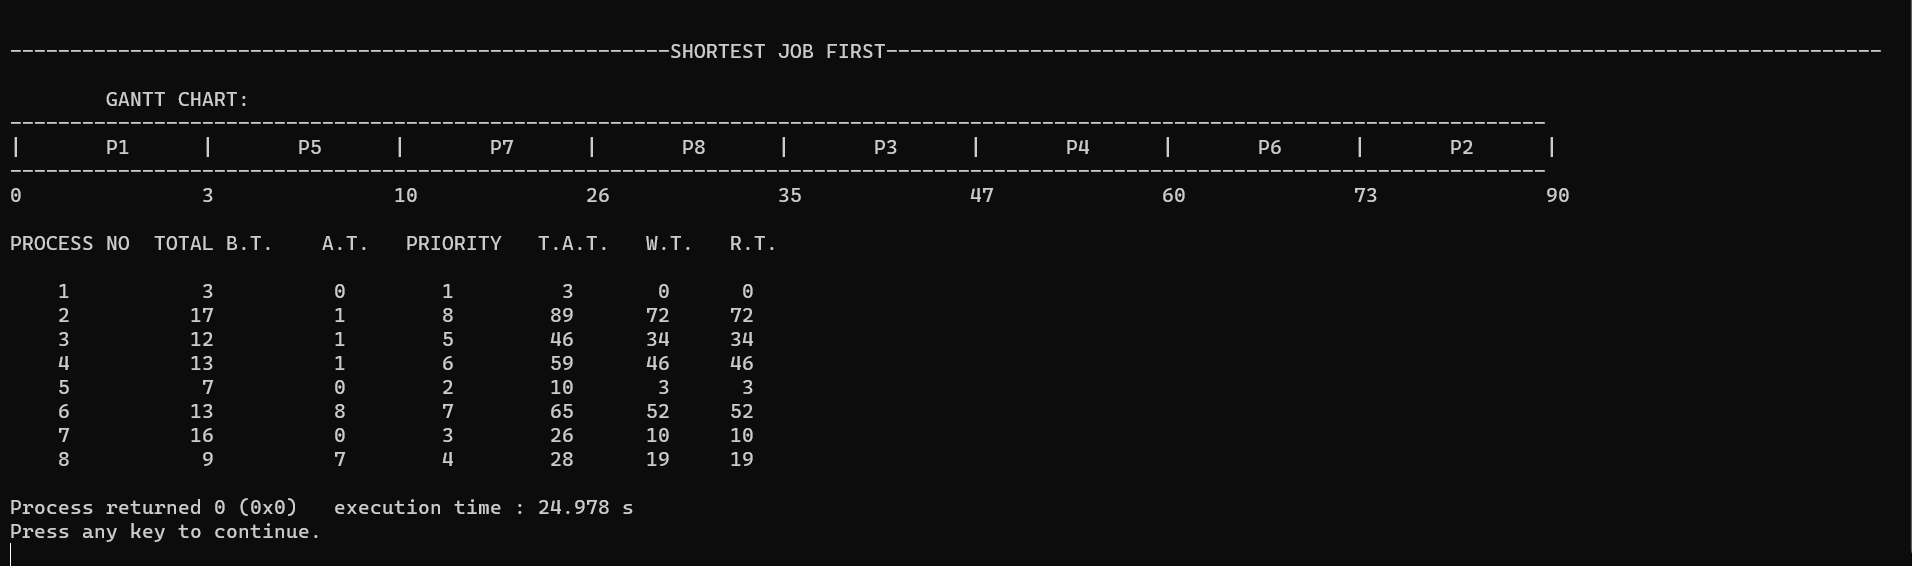 -------------------------------------------------------SHORTEST JOB FIRST-----------------------------------------------------------------------------------
GANTT CHART:
--------------------------------------------------------------------------------------------------------------------------------
|       P1      |       P5      |       P7      |       P8      |       P3      |       P4      |       P6      |       P2      |
--------------------------------------------------------------------------------------------------------------------------------
0               3               10              26              35              47              60              73              90
PROCESS NO  TOTAL B.T.    A.T.   PRIORITY   T.A.T.   W.T.   R.T.
    1           3          0        1         3       0      0
    2          17          1        8        89      72     72
    3          12          1        5        46      34     34
    4          13          1        6        59      46     46
    5           7          0        2        10       3      3
    6          13          8        7        65      52     52
    7          16          0        3        26      10     10
    8           9          7        4        28      19     19
Process returned 0 (0x0)   execution time : 24.978 s
Press any key to continue.